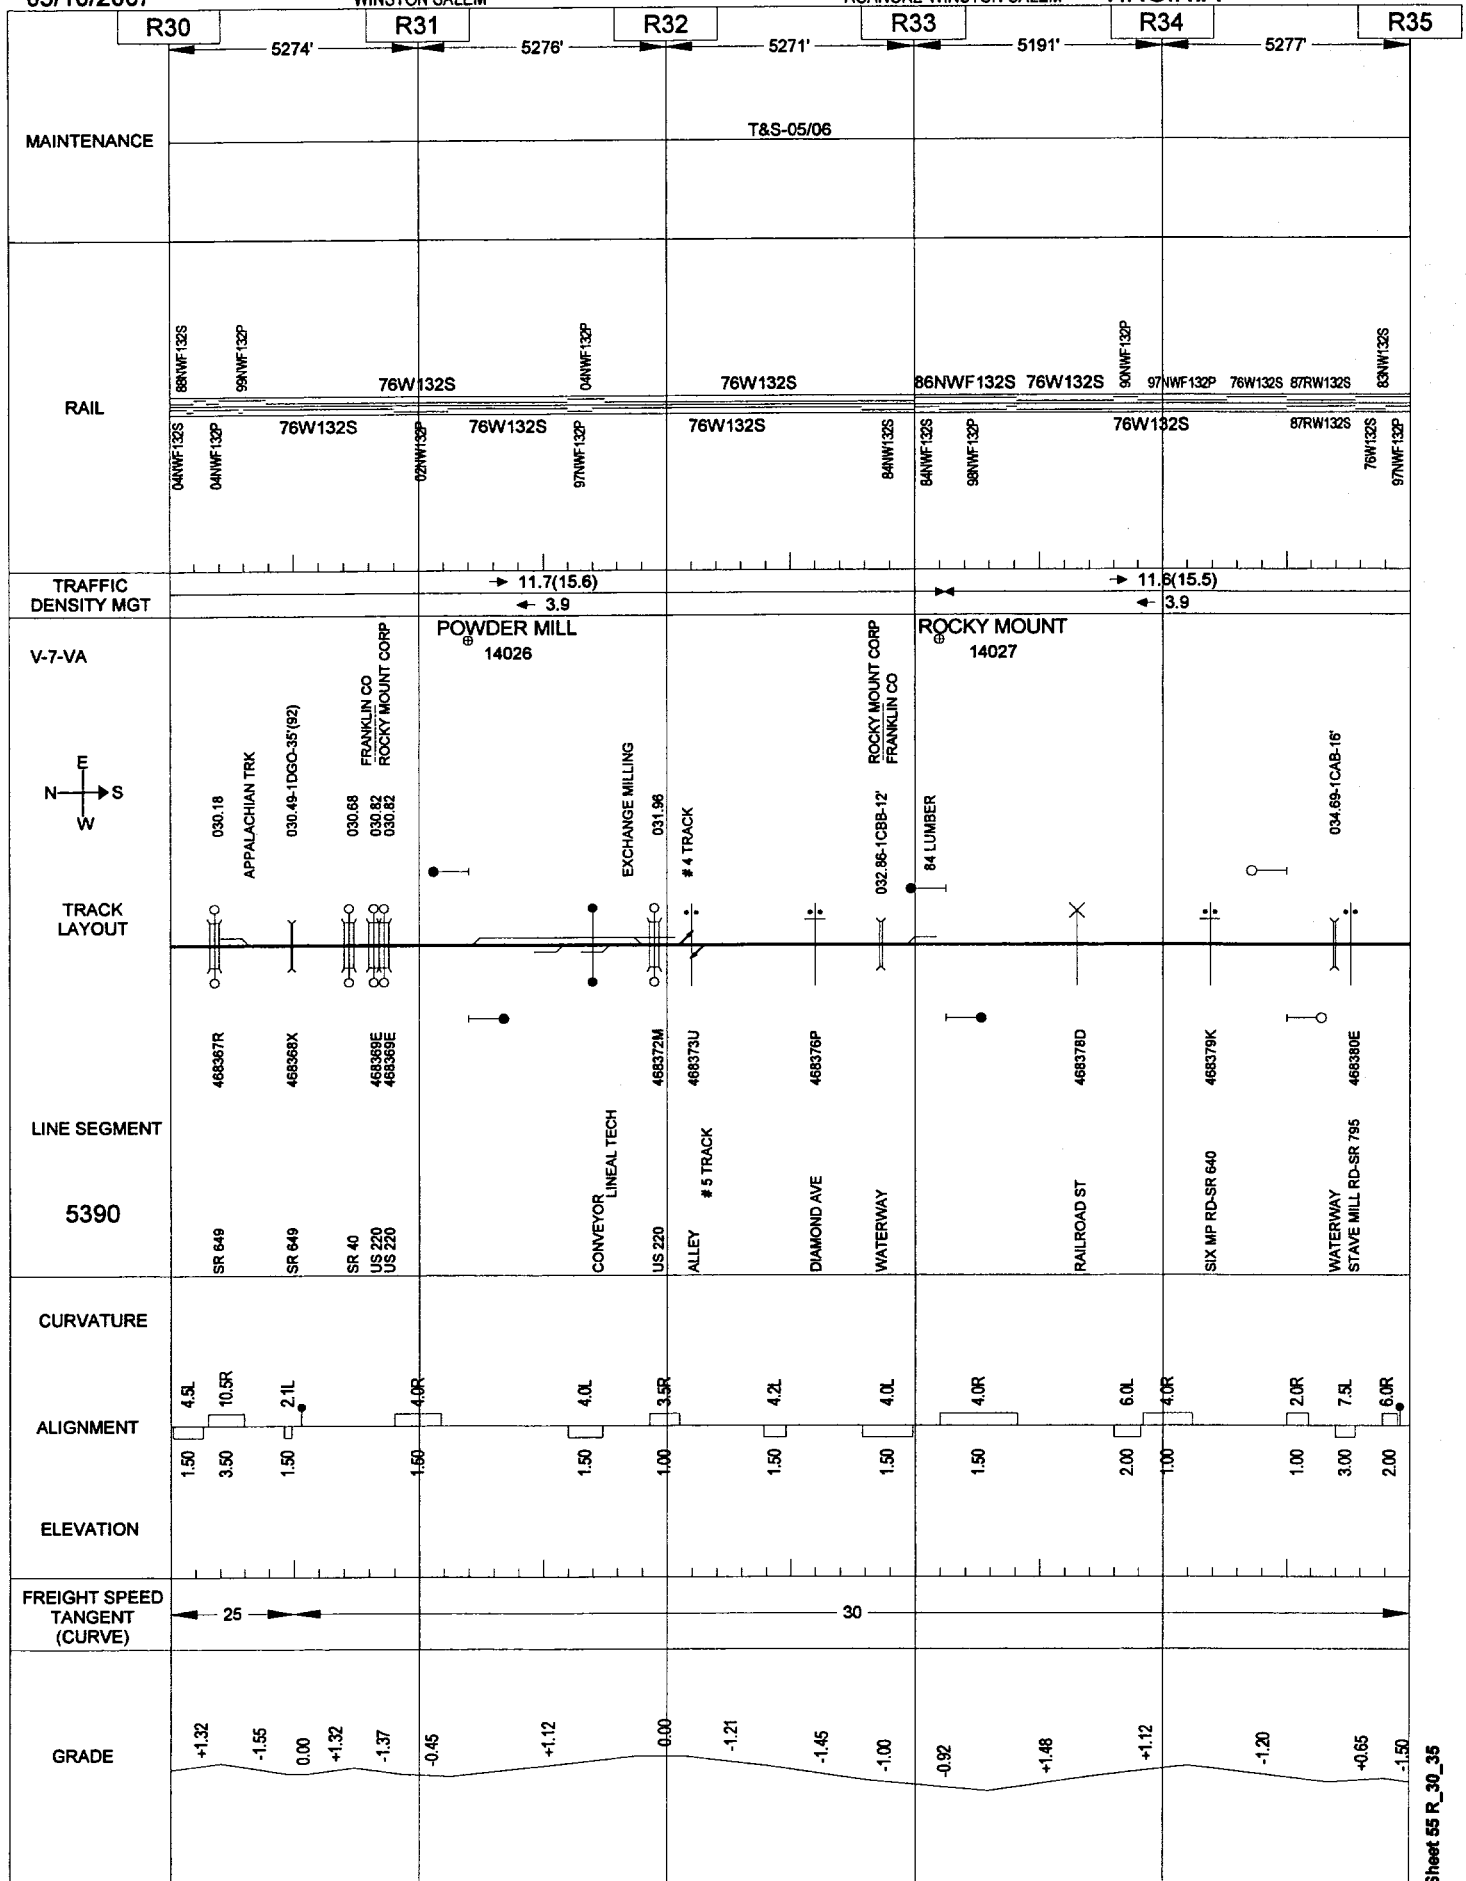 R30 R31 R32 R33 R34 R35
5274' 5276' 5271' 5191' 5277'
MAINTENANCE
T&S-05/06
RAIL
88NWF132S 99NWF132P 76W132S 04NWF132P 76W132S 86NWF132S 76W132S 90NWF132P 97NWF132P 76W132S 87RW132S 83NW132S
04NWF132S 04NWF132P 76W132S 02NW132P 76W132S 97NWF132P 76W132S 84NW132S 84NWF132S 98NWF132P 76W132S 87RW132S 76W132S 97NWF132P
TRAFFIC
DENSITY MGT
11.7(15.6) 11.6(15.5)
3.9 3.9
POWDER MILL ROCKY MOUNT
14026 14027
V-7-VA
E
N S
W
030.18
APPALACHIAN TRK
030.49-1DGO-35'(92)
030.68
FRANKLIN CO
ROCKY MOUNT CORP
030.82
030.82
EXCHANGE MILLING
031.96
# 4 TRACK
ROCKY MOUNT CORP
FRANKLIN CO
032.86-1CBB-12'
84 LUMBER
034.69-1CAB-16'
TRACK
LAYOUT
468367R
468368X
468369E
468369E
468372M
468373U
468376P
468378D
468379K
468380E
LINE SEGMENT
5390
SR 649
SR 649
SR 40
US 220
US 220
CONVEYOR
LINEAL TECH
US 220
ALLEY
# 5 TRACK
DIAMOND AVE
WATERWAY
RAILROAD ST
SIX MP RD-SR 640
WATERWAY
STAVE MILL RD-SR 795
CURVATURE
4.5L 10.5R 2.1L 4.0R 4.0L 3.5R 4.2L 4.0L 4.0R 6.0L 4.0R 2.0R 7.5L 6.0R
ALIGNMENT
1.50 3.50 1.50 1.50 1.50 1.00 1.50 1.50 1.50 2.00 1.00 1.00 3.00 2.00
ELEVATION
FREIGHT SPEED
TANGENT
(CURVE)
25 30
GRADE
+1.32 -1.55 0.00 +1.32 -1.37 -0.45 +1.12 0.00 -1.21 -1.45 -1.00 -0.92 +1.48 +1.12 -1.20 +0.65 -1.50
Sheet 55 R_30_35